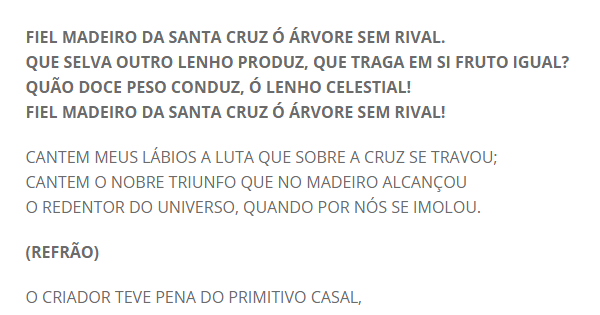 FIEL MADEIRO DA SANTA CRUZ Ó ÁRVORE SEM RIVAL.
QUE SELVA OUTRO LENHO PRODUZ, QUE TRAGA EM SI FRUTO IGUAL?
QUÃO DOCE PESO CONDUZ, Ó LENHO CELESTIAL!
FIEL MADEIRO DA SANTA CRUZ Ó ÁRVORE SEM RIVAL!
CANTEM MEUS LÁBIOS A LUTA QUE SOBRE A CRUZ SE TRAVOU;
CANTEM O NOBRE TRIUNFO QUE NO MADEIRO ALCANÇOU
O REDENTOR DO UNIVERSO, QUANDO POR NÓS SE IMOLOU.
(REFRÃO)
O CRIADOR TEVE PENA DO PRIMITIVO CASAL,